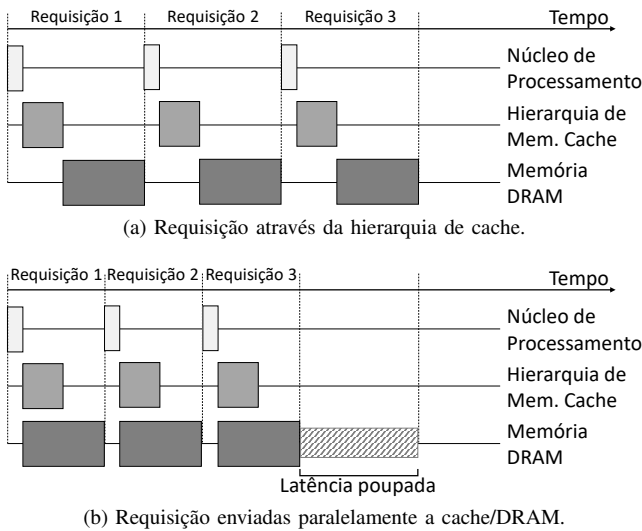 Requisição 1 Requisição 2 Requisição 3 Tempo
Núcleo de
Processamento
Hierarquia de
Mem. Cache
Memória
DRAM
(a) Requisição através da hierarquia de cache.
Requisição 1 Requisição 2 Requisição 3 Tempo
Núcleo de
Processamento
Hierarquia de
Mem. Cache
Memória
DRAM
Latência poupada
(b) Requisição enviadas paralelamente a cache/DRAM.